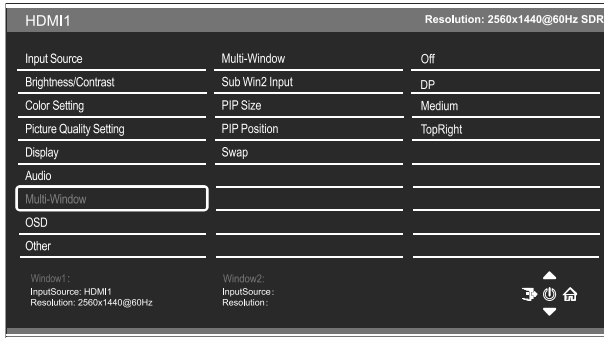 HDMI1 Resolution: 2560x1440@60Hz SDR
Input Source Multi-Window Off
Brightness/Contrast Sub Win2 Input DP
Color Setting PIP Size Medium
Picture Quality Setting PIP Position TopRight
Display Swap
Audio
Multi-Window
OSD
Other
Window1: Window2:
InputSource: HDMI1 InputSource:
Resolution: 2560x1440@60Hz Resolution: